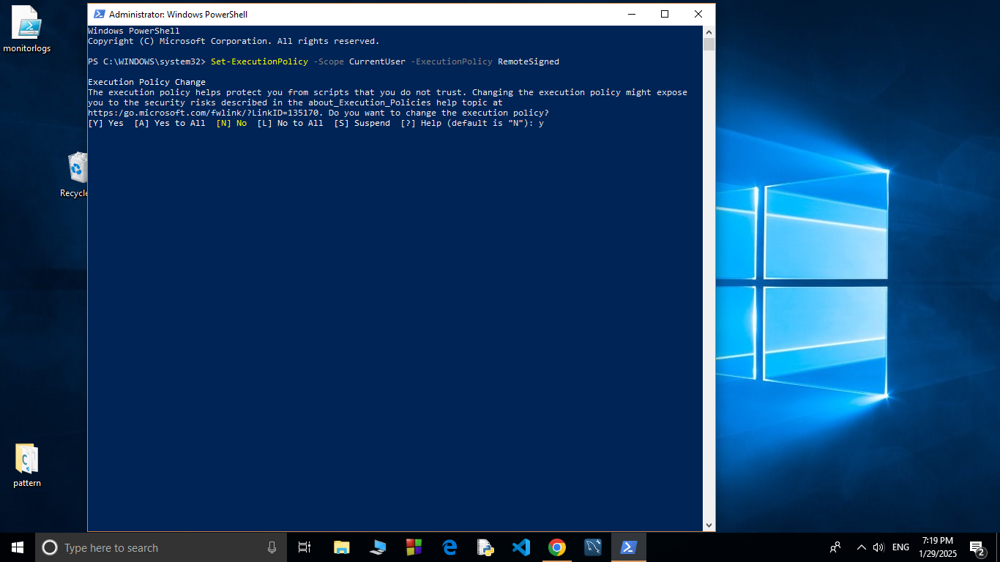 Administrator: Windows PowerShell
monitorlogs
Windows PowerShell
Copyright (C) Microsoft Corporation. All rights reserved.
PS C:\WINDOWS\system32> Set-ExecutionPolicy -Scope CurrentUser -ExecutionPolicy RemoteSigned
Execution Policy Change
The execution policy helps protect you from scripts that you do not trust. Changing the execution policy might expose
you to the security risks described in the about_Execution_Policies help topic at
https:/go.microsoft.com/fwlink/?LinkID=135170. Do you want to change the execution policy?
[Y] Yes  [A] Yes to All  [N] No  [L] No to All  [S] Suspend  [?] Help (default is "N"): y
Recycle
pattern
Type here to search
ENG
7:19 PM
1/29/2025
2